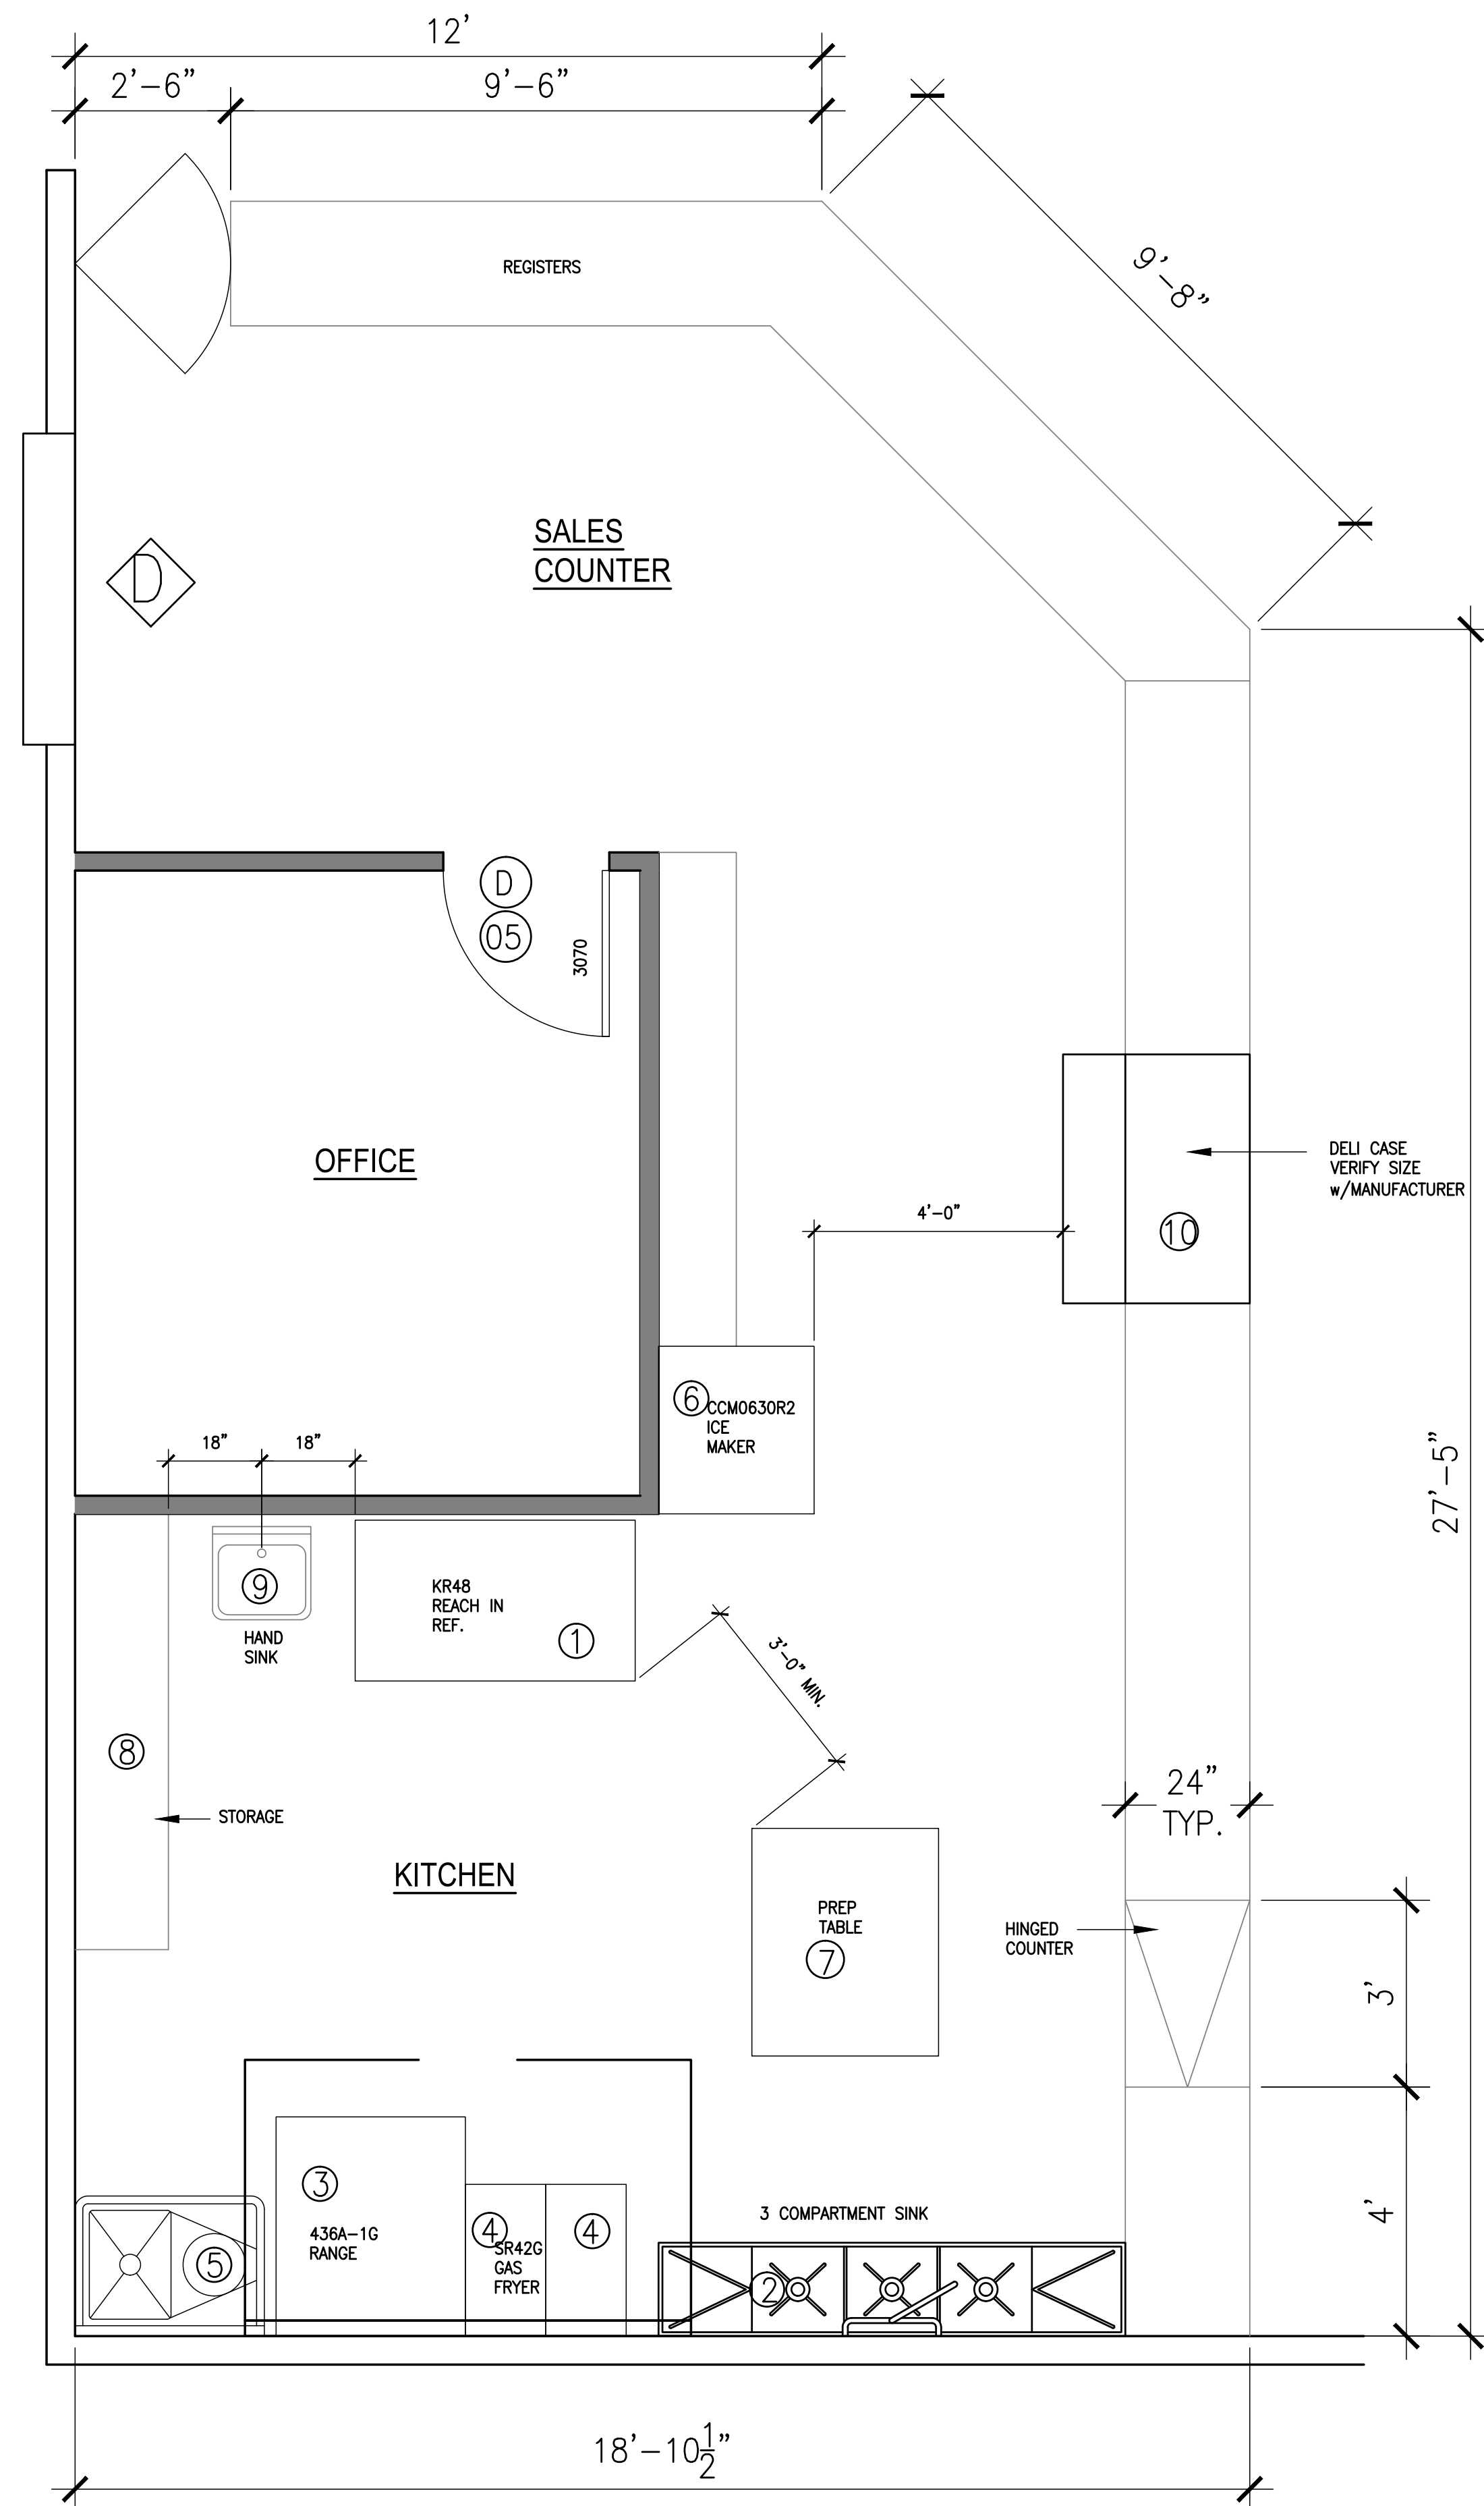 12'
2'-6"
9'-6"
9'-8"
REGISTERS
SALES
COUNTER
D
D
05
3070
OFFICE
DELI CASE
VERIFY SIZE
w/MANUFACTURER
4'-0"
10
6
CCM0630R2
ICE
MAKER
18"
18"
27'-5"
9
HAND
SINK
KR48
REACH IN
REF.
1
3'-0" MIN.
8
STORAGE
24"
TYP.
KITCHEN
PREP
TABLE
7
HINGED
COUNTER
3'
4'
3
436A-1G
RANGE
4
SR42G
GAS
FRYER
4
5
3 COMPARTMENT SINK
2
18'-10 1/2"